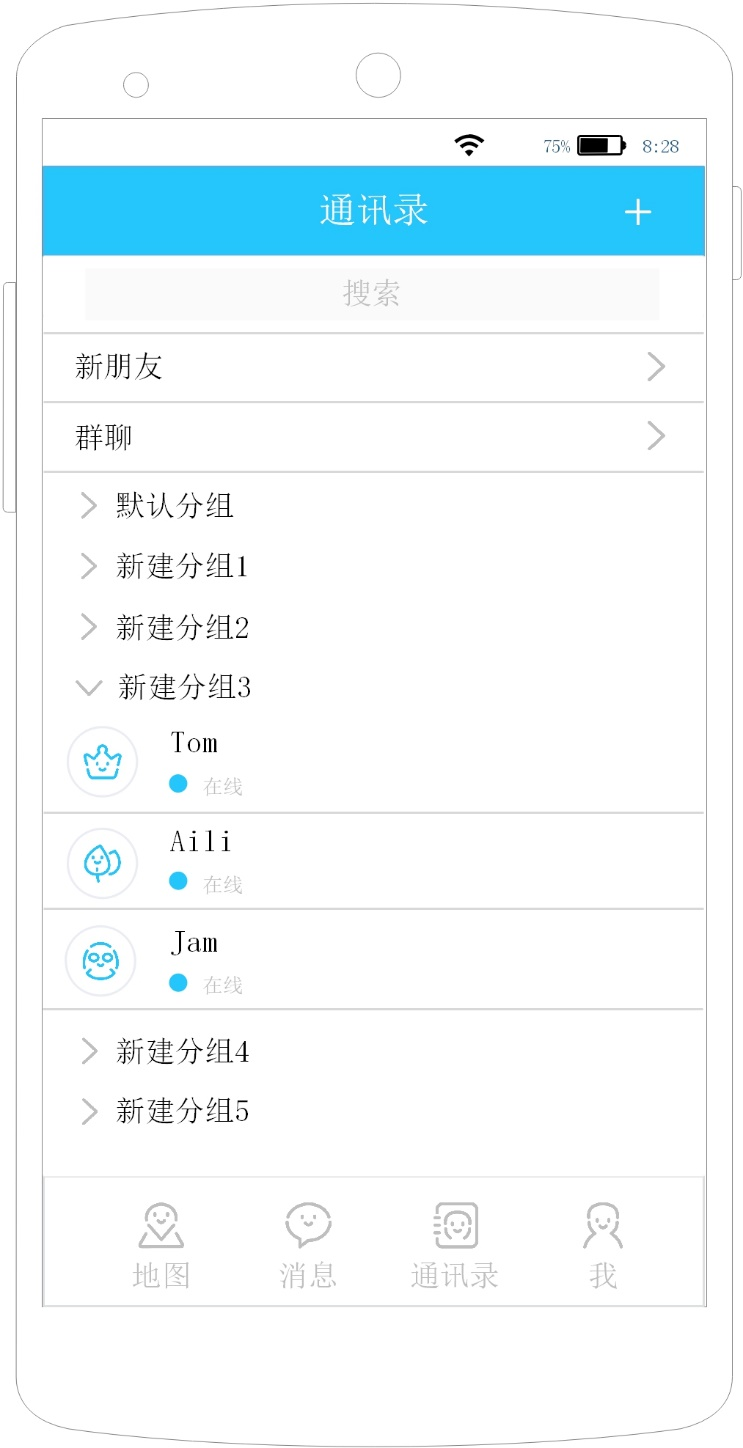 75% 8:28
通讯录 +
搜索
新朋友
群聊
默认分组
新建分组1
新建分组2
新建分组3
Tom
在线
Aili
在线
Jam
在线
新建分组4
新建分组5
地图 消息 通讯录 我